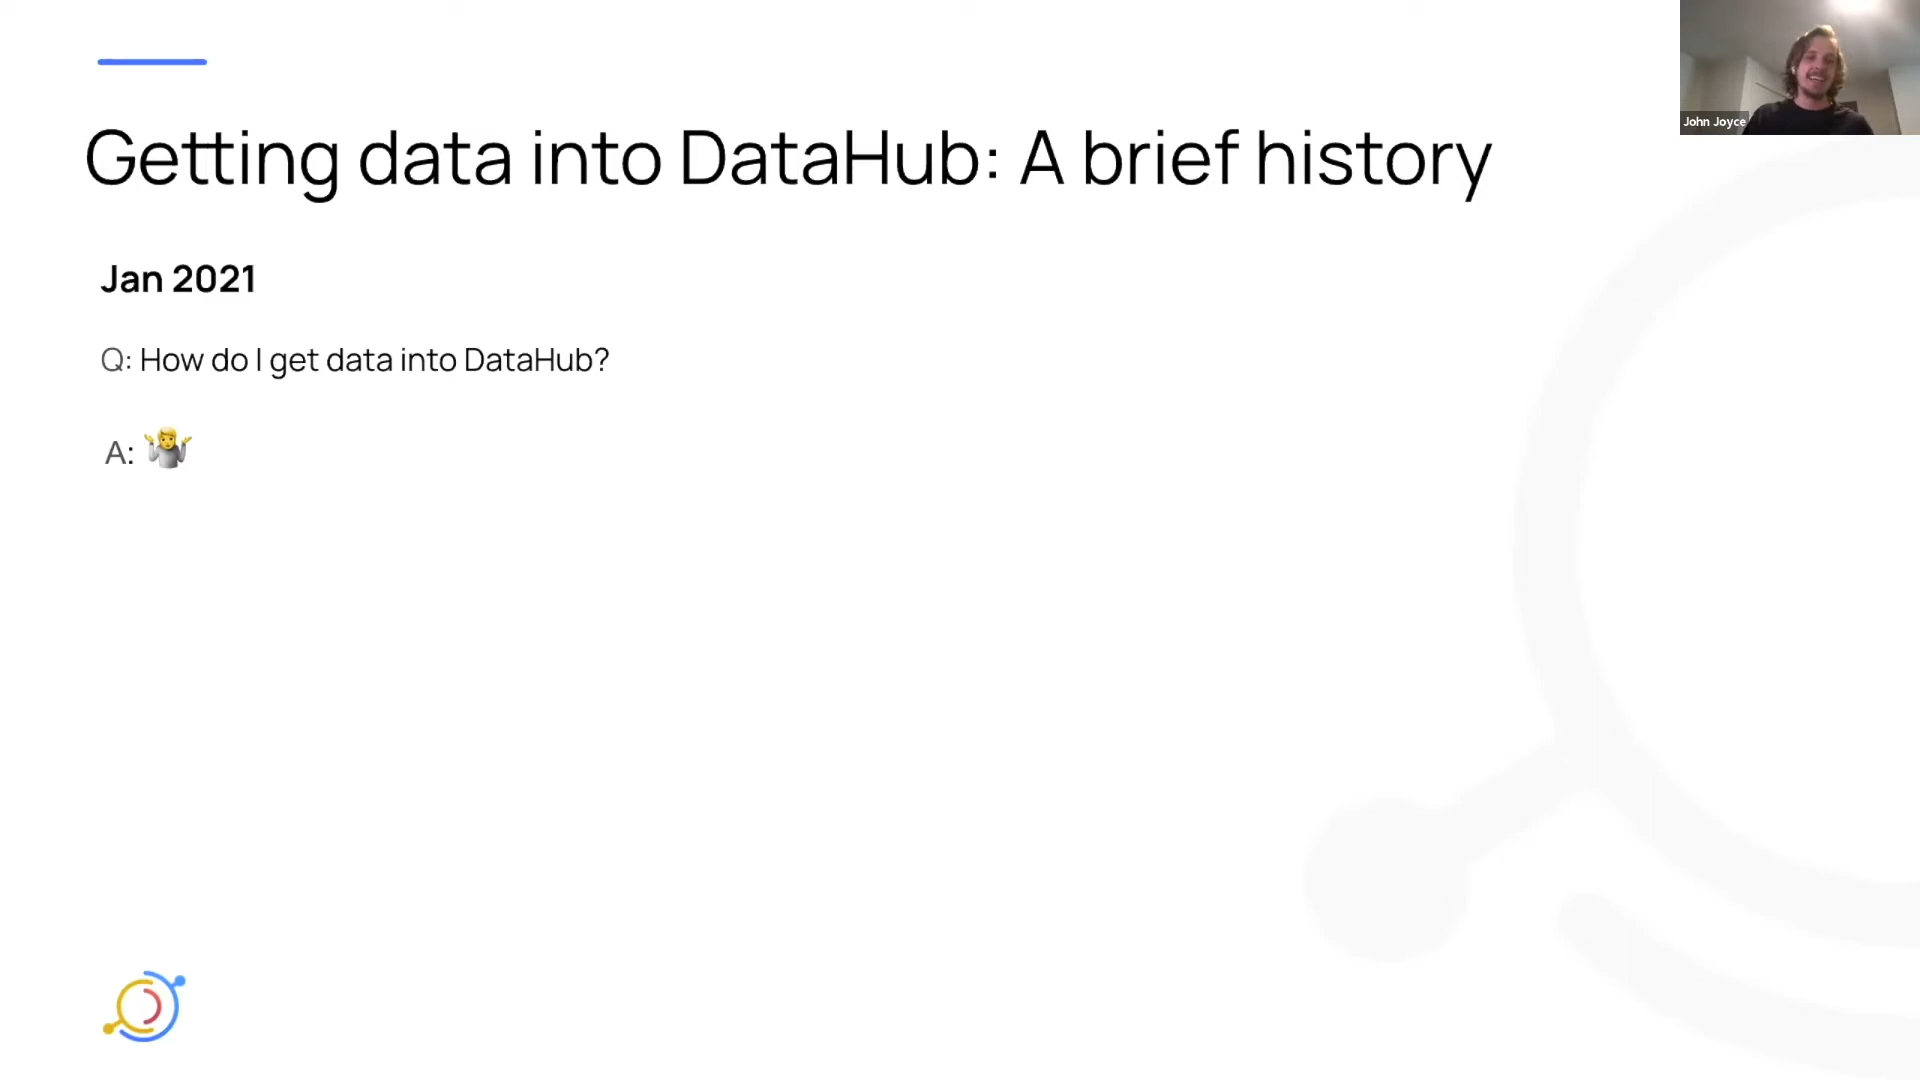 Getting data into DataHub: A brief history
John Joyce
Jan 2021
Q: How do I get data into DataHub?
A: 🤷